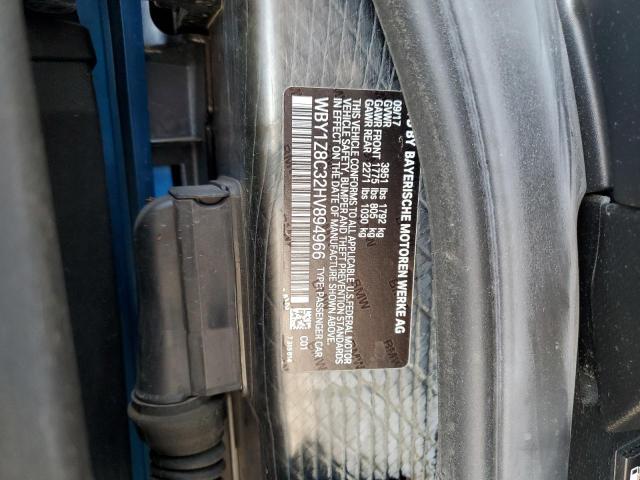 BY BAYERISCHE MOTOREN WERKE AG
09/17
GVWR 3951 lbs 1792 kg
GAWR FRONT 1775 lbs 805 kg
GAWR REAR 2271 lbs 1030 kg
THIS VEHICLE CONFORMS TO ALL APPLICABLE U.S. FEDERAL MOTOR
VEHICLE SAFETY, BUMPER AND THEFT PREVENTION STANDARDS
IN EFFECT ON THE DATE OF MANUFACTURE SHOWN ABOVE.
WBY1Z8C32HV894966 TYPE: PASSENGER CAR
C01